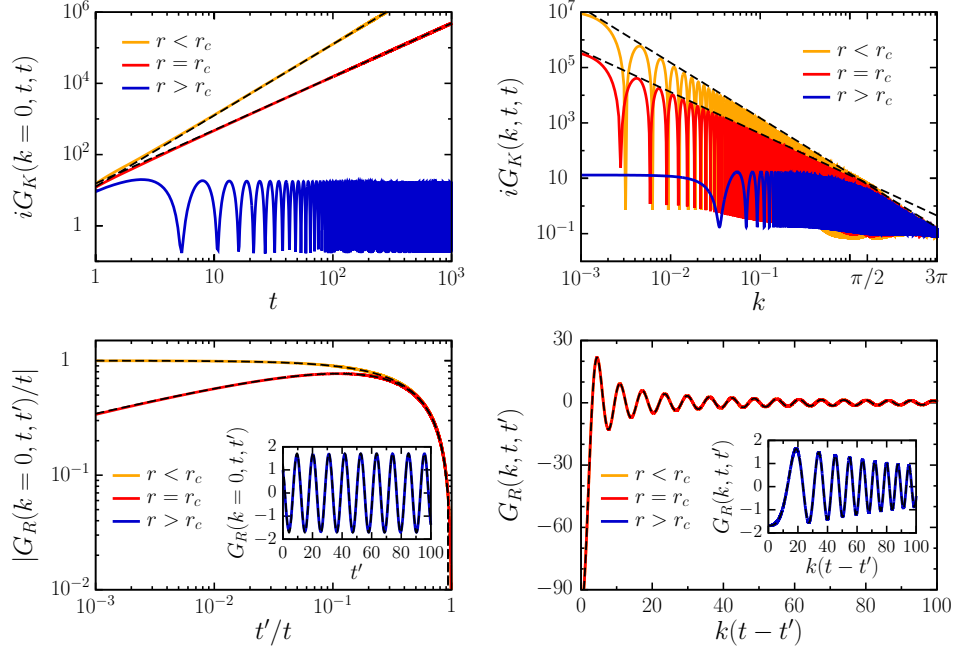 10^6
10^4
10^2
1
iG_K(k = 0, t, t)
r < r_c
r = r_c
r > r_c
1 10 10^2 10^3
t
10^7
10^5
10^3
10
10^{-1}
iG_K(k, t, t)
r < r_c
r = r_c
r > r_c
10^{-3} 10^{-2} 10^{-1} π/2 3π
k
1
10^{-1}
10^{-2}
|G_R(k = 0, t, t')/t|
r < r_c
r = r_c
r > r_c
2
1
0
−1
−2
G_R(k = 0, t, t')
0 20 40 60 80 100
t'
10^{-3} 10^{-2} 10^{-1} 1
t'/t
30
0
−30
−60
−90
G_R(k, t, t')
r < r_c
r = r_c
r > r_c
2
1
0
−1
−2
G_R(k, t, t')
0 20 40 60 80 100
k(t − t')
0 20 40 60 80 100
k(t − t')